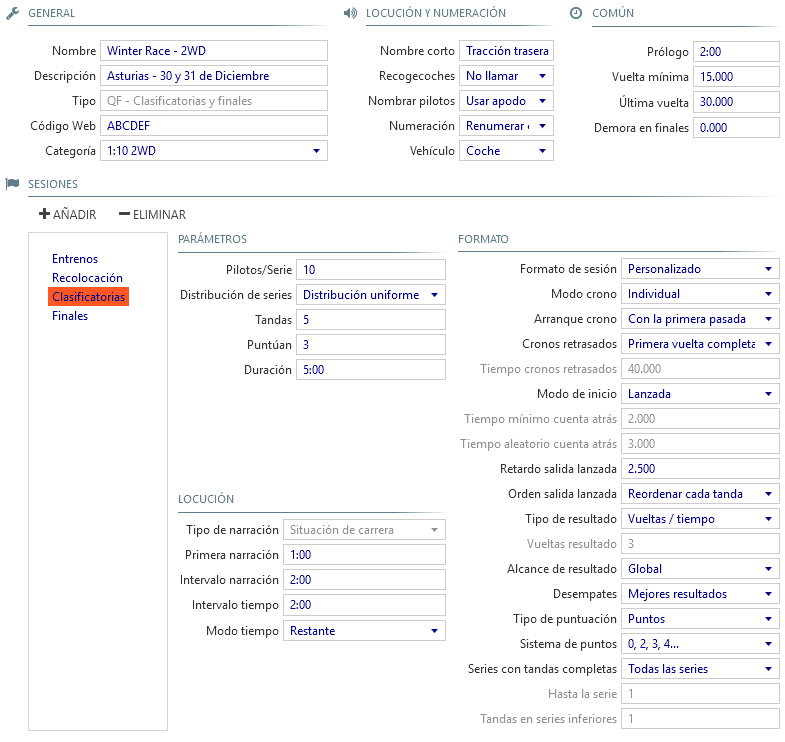 GENERAL
Nombre Winter Race - 2WD
Descripción Asturias - 30 y 31 de Diciembre
Tipo QF - Clasificatorias y finales
Código Web ABCDEF
Categoría 1:10 2WD
LOCUCIÓN Y NUMERACIÓN
Nombre corto Tracción trasera
Recogecoches No llamar
Nombrar pilotos Usar apodo
Numeración Renumerar
Vehículo Coche
COMÚN
Prólogo 2:00
Vuelta mínima 15.000
Última vuelta 30.000
Demora en finales 0.000
SESIONES
AÑADIR ELIMINAR
Entrenos
Recolocación
Clasificatorias
Finales
PARÁMETROS
Pilotos/Serie 10
Distribución de series Distribución uniforme
Tandas 5
Puntúan 3
Duración 5:00
LOCUCIÓN
Tipo de narración Situación de carrera
Primera narración 1:00
Intervalo narración 2:00
Intervalo tiempo 2:00
Modo tiempo Restante
FORMATO
Formato de sesión Personalizado
Modo crono Individual
Arranque crono Con la primera pasada
Cronos retrasados Primera vuelta completa
Tiempo cronos retrasados 40.000
Modo de inicio Lanzada
Tiempo mínimo cuenta atrás 2.000
Tiempo aleatorio cuenta atrás 3.000
Retardo salida lanzada 2.500
Orden salida lanzada Reordenar cada tanda
Tipo de resultado Vueltas / tiempo
Vueltas resultado 3
Alcance de resultado Global
Desempates Mejores resultados
Tipo de puntuación Puntos
Sistema de puntos 0, 2, 3, 4...
Series con tandas completas Todas las series
Hasta la serie 1
Tandas en series inferiores 1